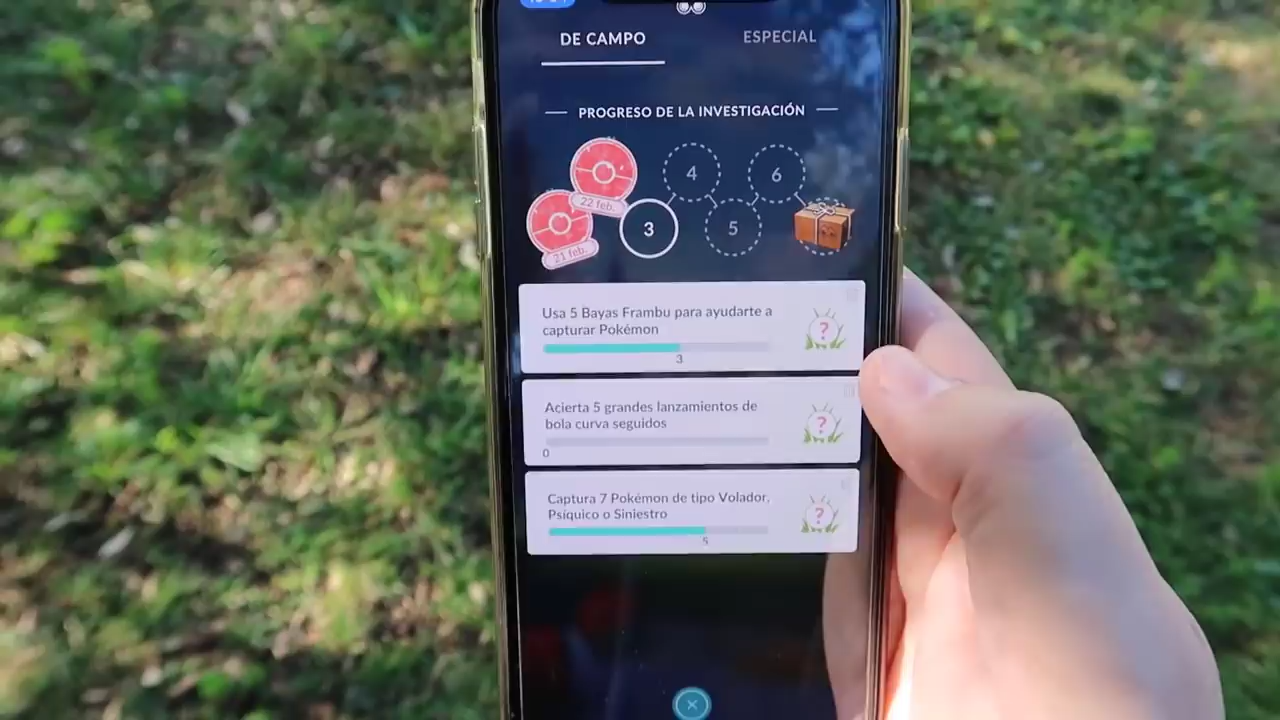 DE CAMPO
ESPECIAL
PROGRESO DE LA INVESTIGACIÓN
4
6
22 feb.
3
5
21 feb.
Usa 5 Bayas Frambu para ayudarte a
capturar Pokémon
?
3
Acierta 5 grandes lanzamientos de
bola curva seguidos
?
0
Captura 7 Pokémon de tipo Volador,
Psíquico o Siniestro
?
5